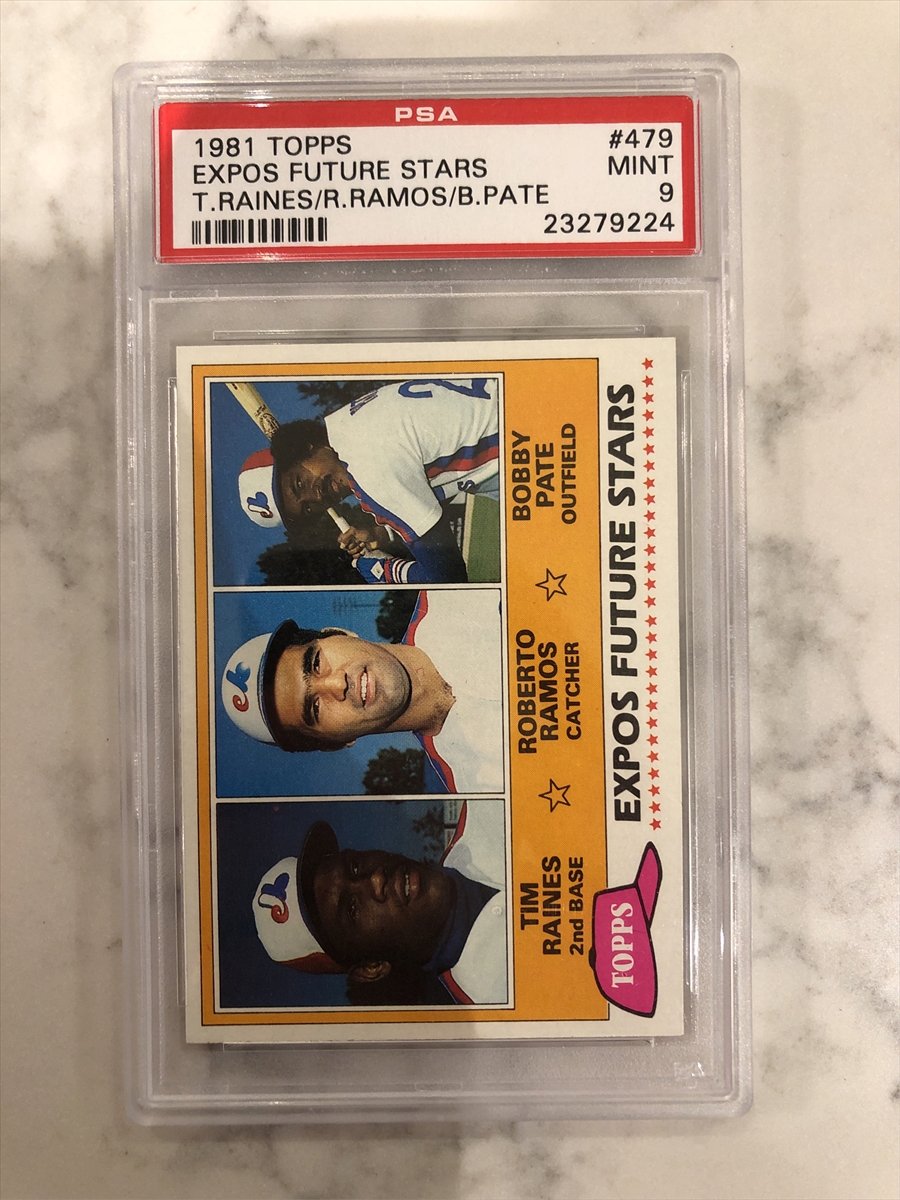 PSA
1981 TOPPS #479
EXPOS FUTURE STARS MINT
T.RAINES/R.RAMOS/B.PATE 9
23279224
TIM
RAINES
2nd BASE
ROBERTO
RAMOS
CATCHER
BOBBY
PATE
OUTFIELD
TOPPS
EXPOS FUTURE STARS